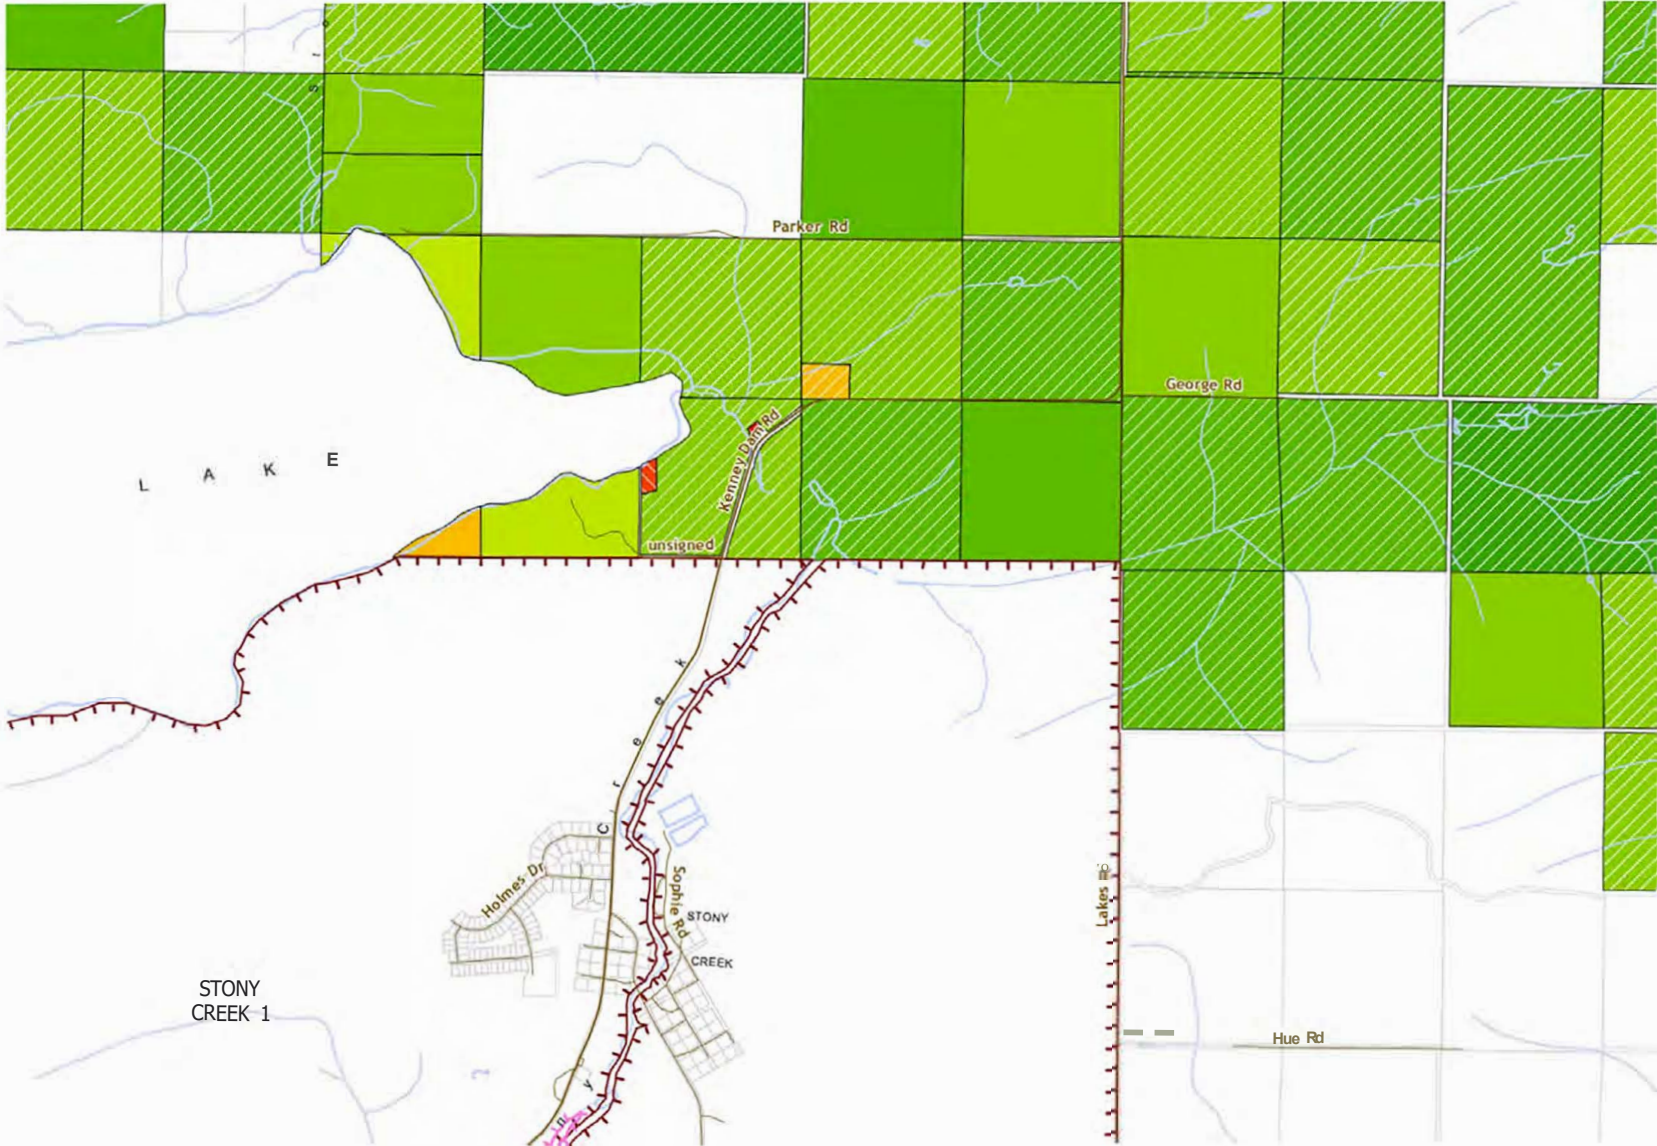 Parker Rd
George Rd
L A K E
Kenney Dam Rd
unsigned
C r e e k
Holmes Dr
Sophie Rd
STONY
CREEK
Lakes
STONY
CREEK 1
Hue Rd
n y